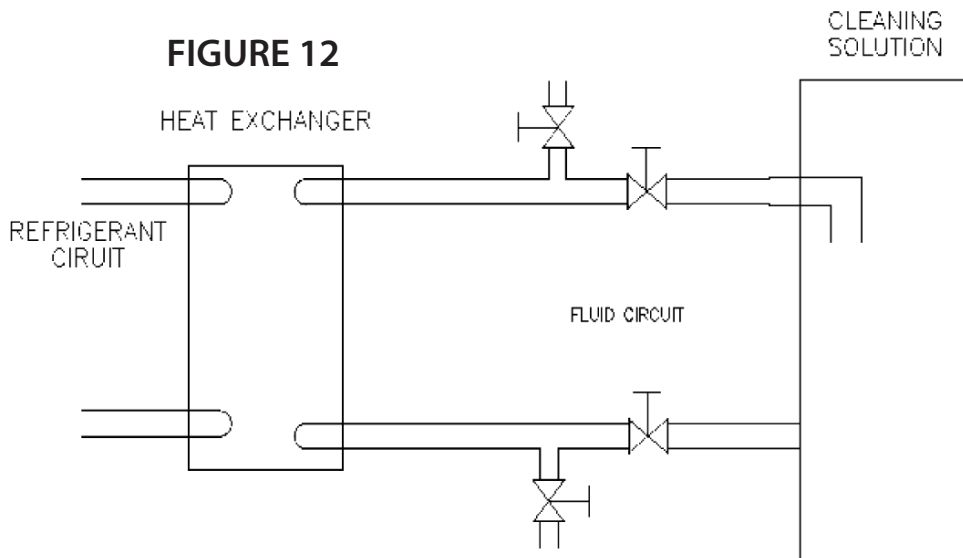 FIGURE 12
CLEANING
SOLUTION
HEAT EXCHANGER
REFRIGERANT
CIRUIT
FLUID CIRCUIT